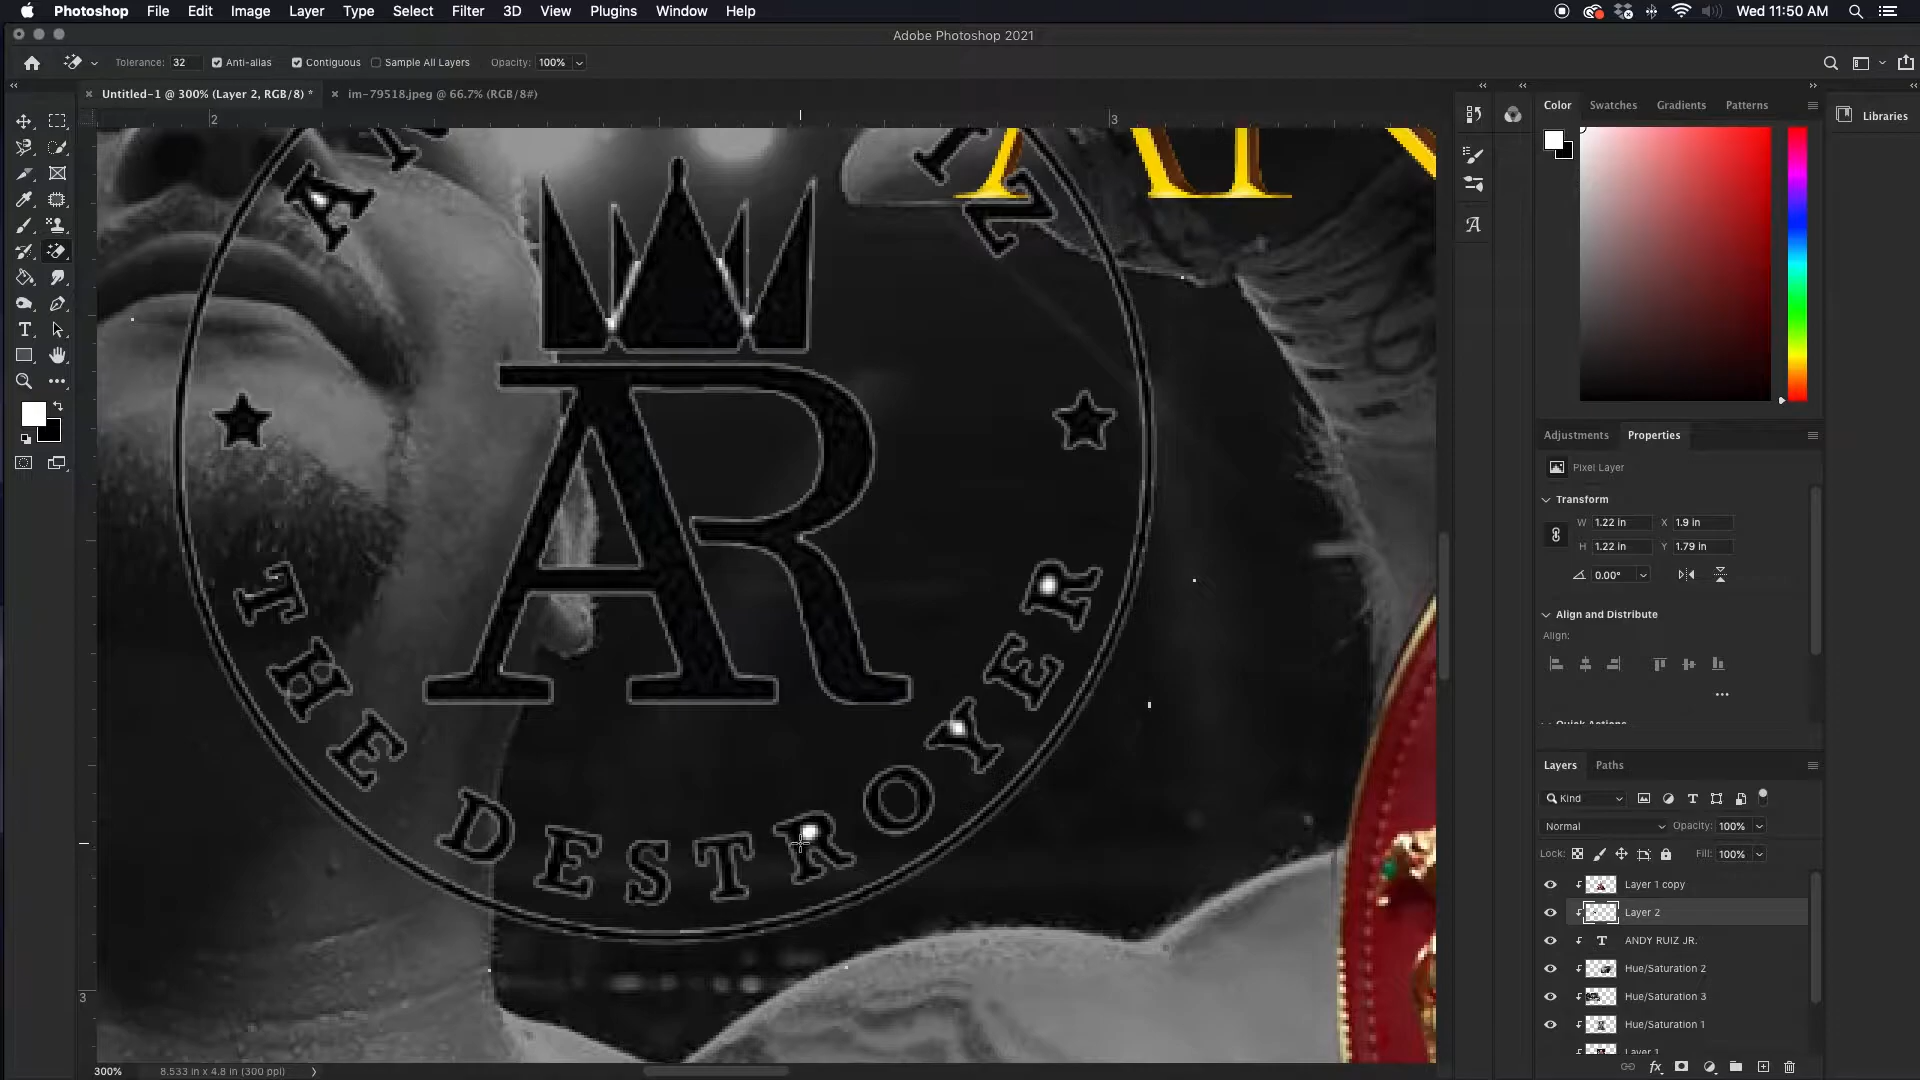 Photoshop File Edit Image Layer Type Select Filter 3D View Plugins Window Help Wed 11:50 AM
Adobe Photoshop 2021
Tolerance: 32 Anti-alias Contiguous Sample All Layers Opacity: 100%
Untitled-1 @ 300% (Layer 2, RGB/8) * im-79518.jpeg @ 66.7% (RGB/8#)
2 3
3
AR
THE DESTROYER
Color Swatches Gradients Patterns
Libraries
Adjustments Properties
Pixel Layer
Transform
W 1.22 in X 1.9 in
H 1.22 in Y 1.79 in
0.00°
Align and Distribute
Align:
Quick Actions
Layers Paths
Kind
Normal Opacity: 100%
Lock: Fill: 100%
Layer 1 copy
Layer 2
T ANDY RUIZ JR.
Hue/Saturation 2
Hue/Saturation 3
Hue/Saturation 1
Layer 1
300% 8.533 in x 4.8 in (300 ppi)